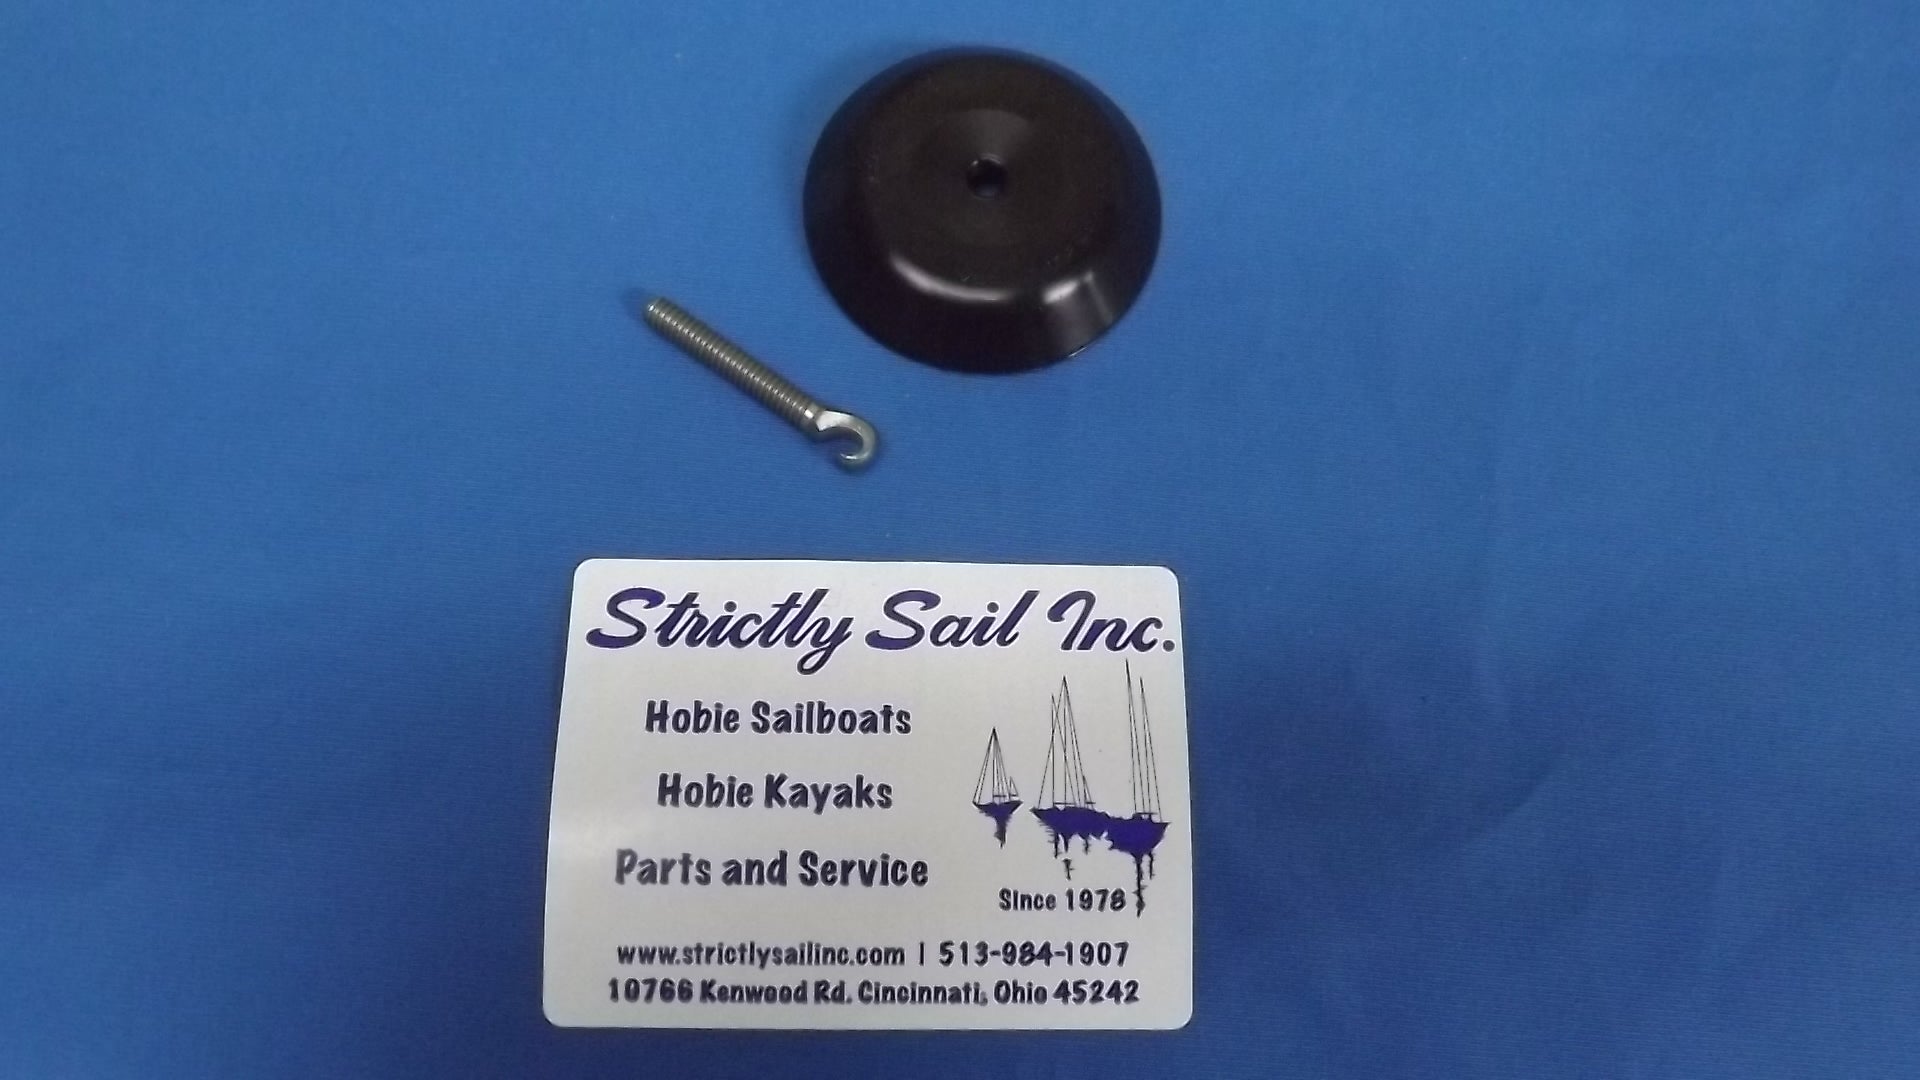 Strictly Sail Inc.
Hobie Sailboats
Hobie Kayaks
Parts and Service
Since 1978
www.strictlysailinc.com | 513-984-1907
10766 Kenwood Rd. Cincinnati, Ohio 45242